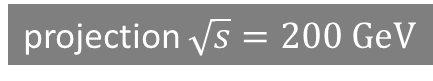 projection √s = 200 GeV